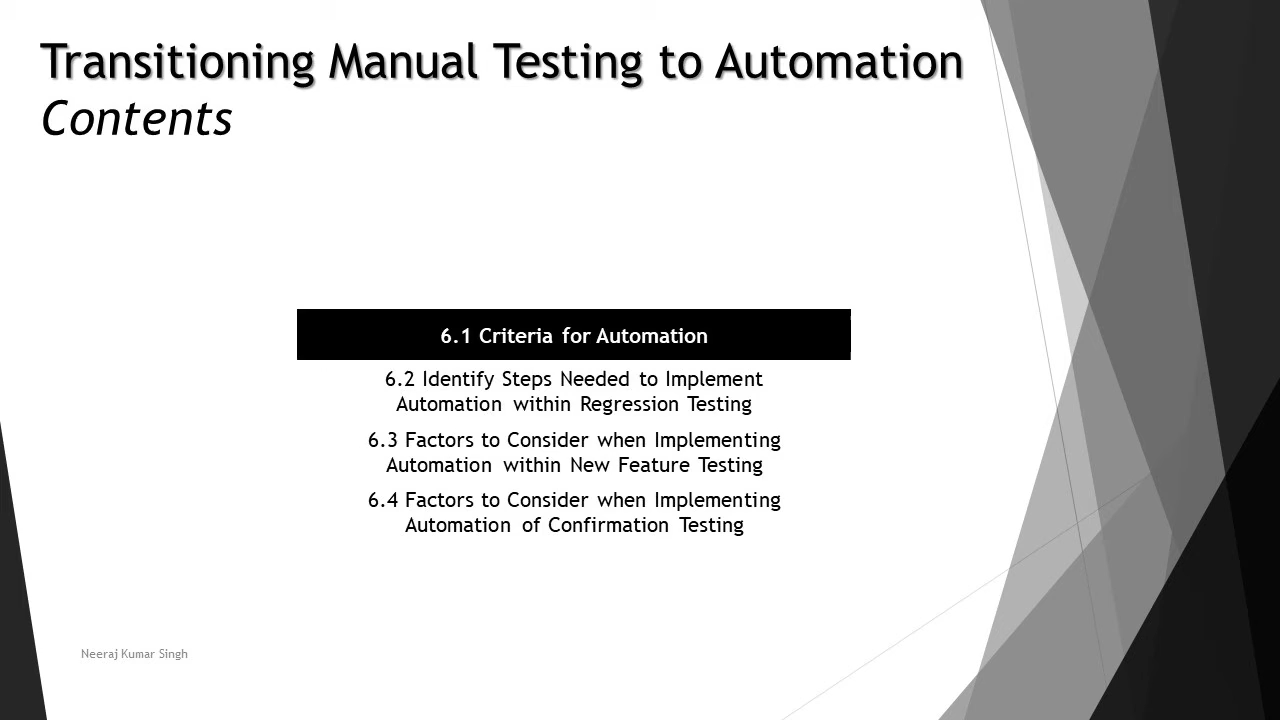 Transitioning Manual Testing to Automation
Contents
6.1 Criteria for Automation
6.2 Identify Steps Needed to Implement
Automation within Regression Testing
6.3 Factors to Consider when Implementing
Automation within New Feature Testing
6.4 Factors to Consider when Implementing
Automation of Confirmation Testing
Neeraj Kumar Singh